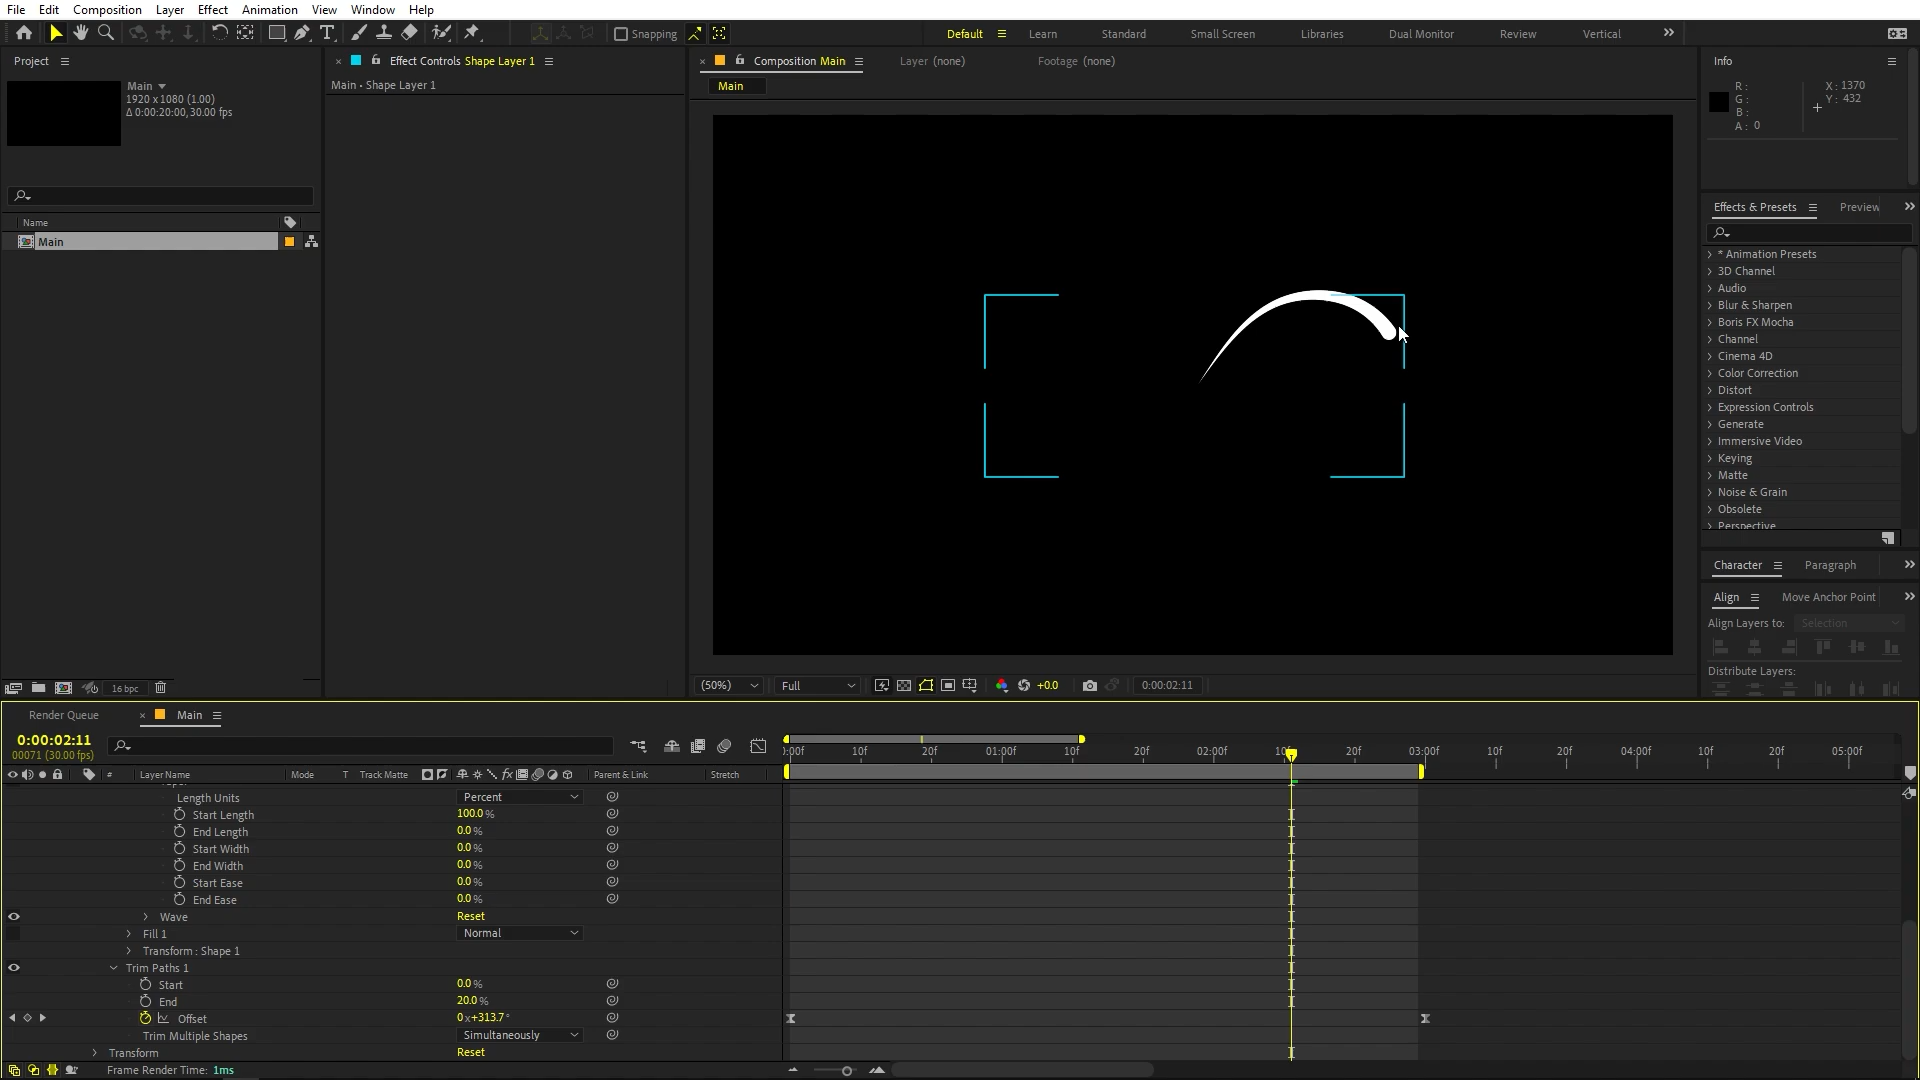 File Edit Composition Layer Effect Animation View Window Help
Snapping
Default Learn Standard Small Screen Libraries Dual Monitor Review Vertical
Project
Main
1920 x 1080 (1.00)
Δ 0:00:20:00, 30.00 fps
Name
Main
16 bpc
Effect Controls Shape Layer 1
Main • Shape Layer 1
Composition Main
Layer (none)
Footage (none)
Main
(50%)
Full
+0.0
0:00:02:11
Info
R :
G :
B :
A : 0
X : 1370
Y : 432
Effects & Presets
Preview
* Animation Presets
3D Channel
Audio
Blur & Sharpen
Boris FX Mocha
Channel
Cinema 4D
Color Correction
Distort
Expression Controls
Generate
Immersive Video
Keying
Matte
Noise & Grain
Obsolete
Perspective
Character
Paragraph
Align
Move Anchor Point
Align Layers to: Selection
Distribute Layers:
Render Queue
Main
0:00:02:11
00071 (30.00 fps)
# Layer Name Mode T Track Matte Parent & Link Stretch
:00f 10f 20f 01:00f 10f 20f 02:00f 10f 20f 03:00f 10f 20f 04:00f 10f 20f 05:00f
Length Units Percent
Start Length 100.0 %
End Length 0.0 %
Start Width 0.0 %
End Width 0.0 %
Start Ease 0.0 %
End Ease 0.0 %
Wave Reset
Fill 1 Normal
Transform : Shape 1
Trim Paths 1
Start 0.0 %
End 20.0 %
Offset 0x+313.7°
Trim Multiple Shapes Simultaneously
Transform Reset
Frame Render Time: 1ms